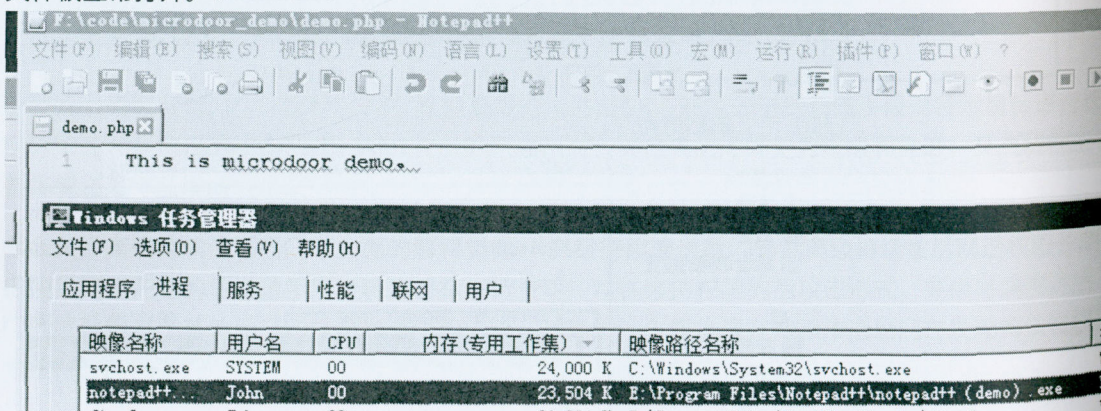 F:\code\microdoor_demo\demo.php - Notepad++
文件(F) 编辑(E) 搜索(S) 视图(V) 编码(N) 语言(L) 设置(T) 工具(O) 宏(M) 运行(R) 插件(P) 窗口(W) ?
demo.php
1 This is microdoor demo.
Windows 任务管理器
文件(F) 选项(O) 查看(V) 帮助(H)
应用程序 进程 服务 性能 联网 用户
映像名称 用户名 CPU 内存(专用工作集) 映像路径名称
svchost.exe SYSTEM 00 24,000 K C:\Windows\System32\svchost.exe
notepad++... John 00 23,504 K E:\Program Files\Notepad++\notepad++(demo).exe